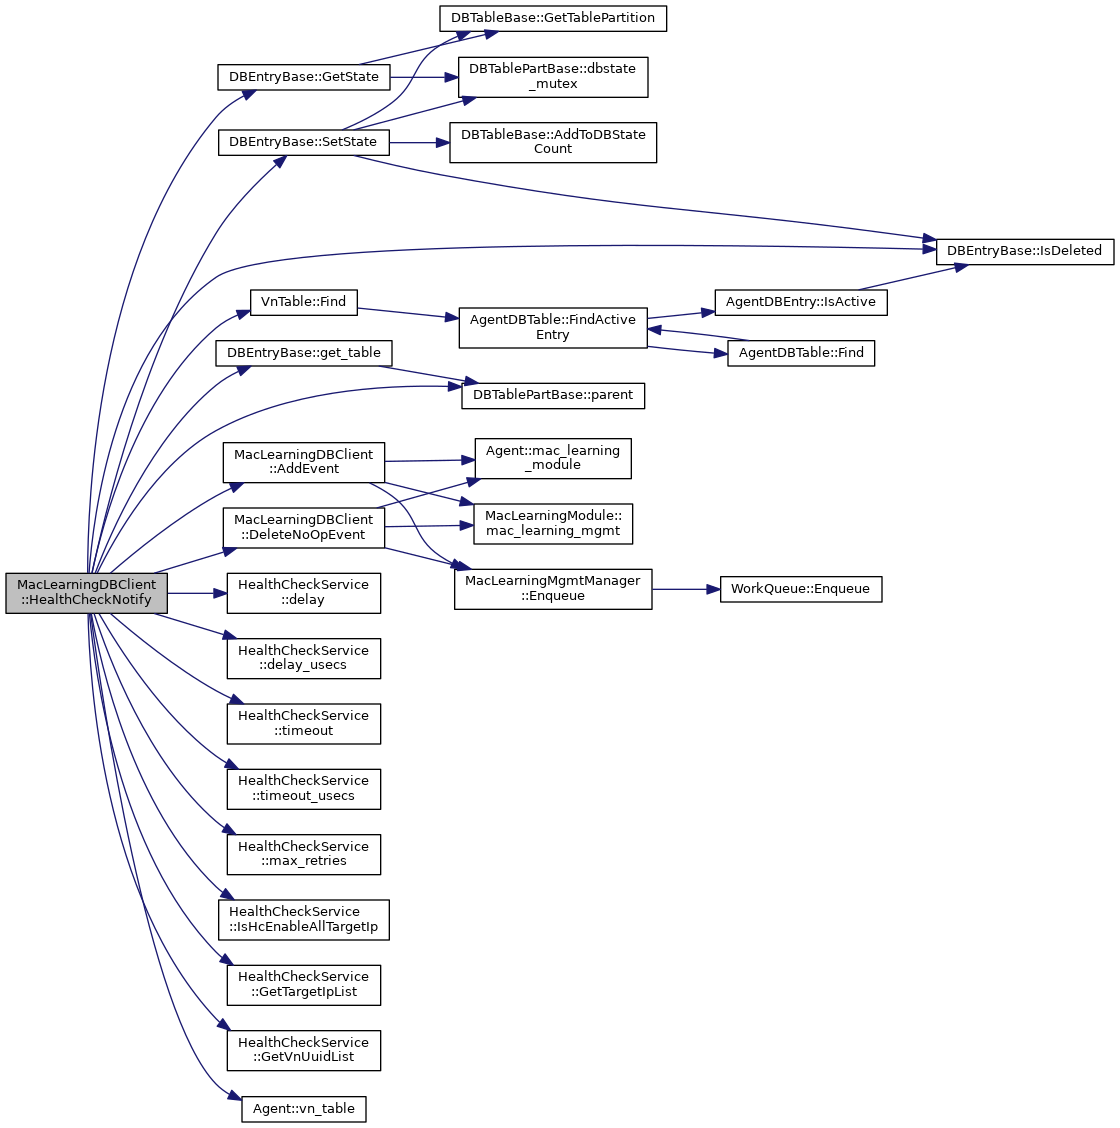 DBTableBase::GetTablePartition
DBEntryBase::GetState
DBTablePartBase::dbstate
_mutex
DBEntryBase::SetState
DBTableBase::AddToDBState
Count
DBEntryBase::IsDeleted
VnTable::Find
AgentDBEntry::IsActive
AgentDBTable::FindActive
Entry
DBEntryBase::get_table
AgentDBTable::Find
DBTablePartBase::parent
MacLearningDBClient
::AddEvent
Agent::mac_learning
_module
MacLearningDBClient
::DeleteNoOpEvent
MacLearningModule::
mac_learning_mgmt
MacLearningDBClient
::HealthCheckNotify
HealthCheckService
::delay
MacLearningMgmtManager
::Enqueue
WorkQueue::Enqueue
HealthCheckService
::delay_usecs
HealthCheckService
::timeout
HealthCheckService
::timeout_usecs
HealthCheckService
::max_retries
HealthCheckService
::IsHcEnableAllTargetIp
HealthCheckService
::GetTargetIpList
HealthCheckService
::GetVnUuidList
Agent::vn_table